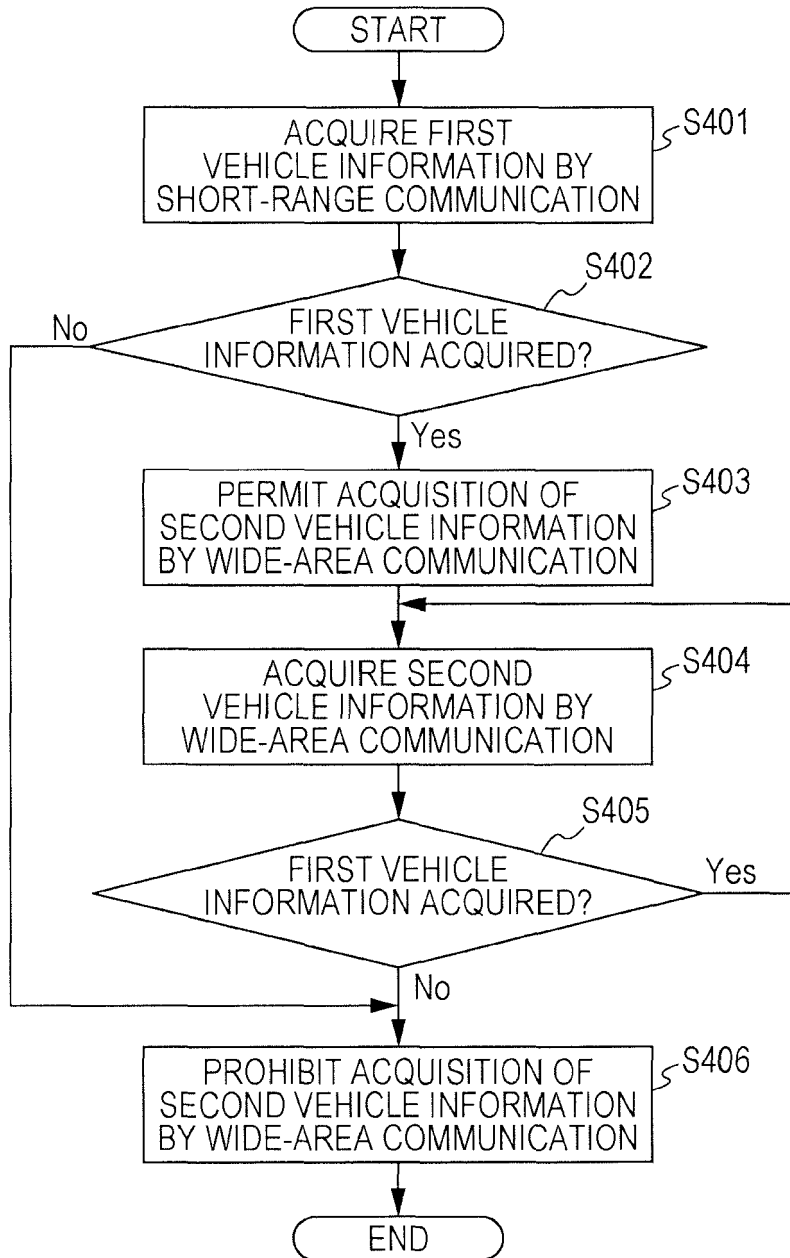 START
ACQUIRE FIRST
VEHICLE INFORMATION BY
SHORT-RANGE COMMUNICATION
S401
S402
No
FIRST VEHICLE
INFORMATION ACQUIRED?
Yes
PERMIT ACQUISITION OF
SECOND VEHICLE INFORMATION
BY WIDE-AREA COMMUNICATION
S403
ACQUIRE SECOND
VEHICLE INFORMATION BY
WIDE-AREA COMMUNICATION
S404
S405
FIRST VEHICLE
INFORMATION ACQUIRED?
Yes
No
PROHIBIT ACQUISITION OF
SECOND VEHICLE INFORMATION
BY WIDE-AREA COMMUNICATION
S406
END